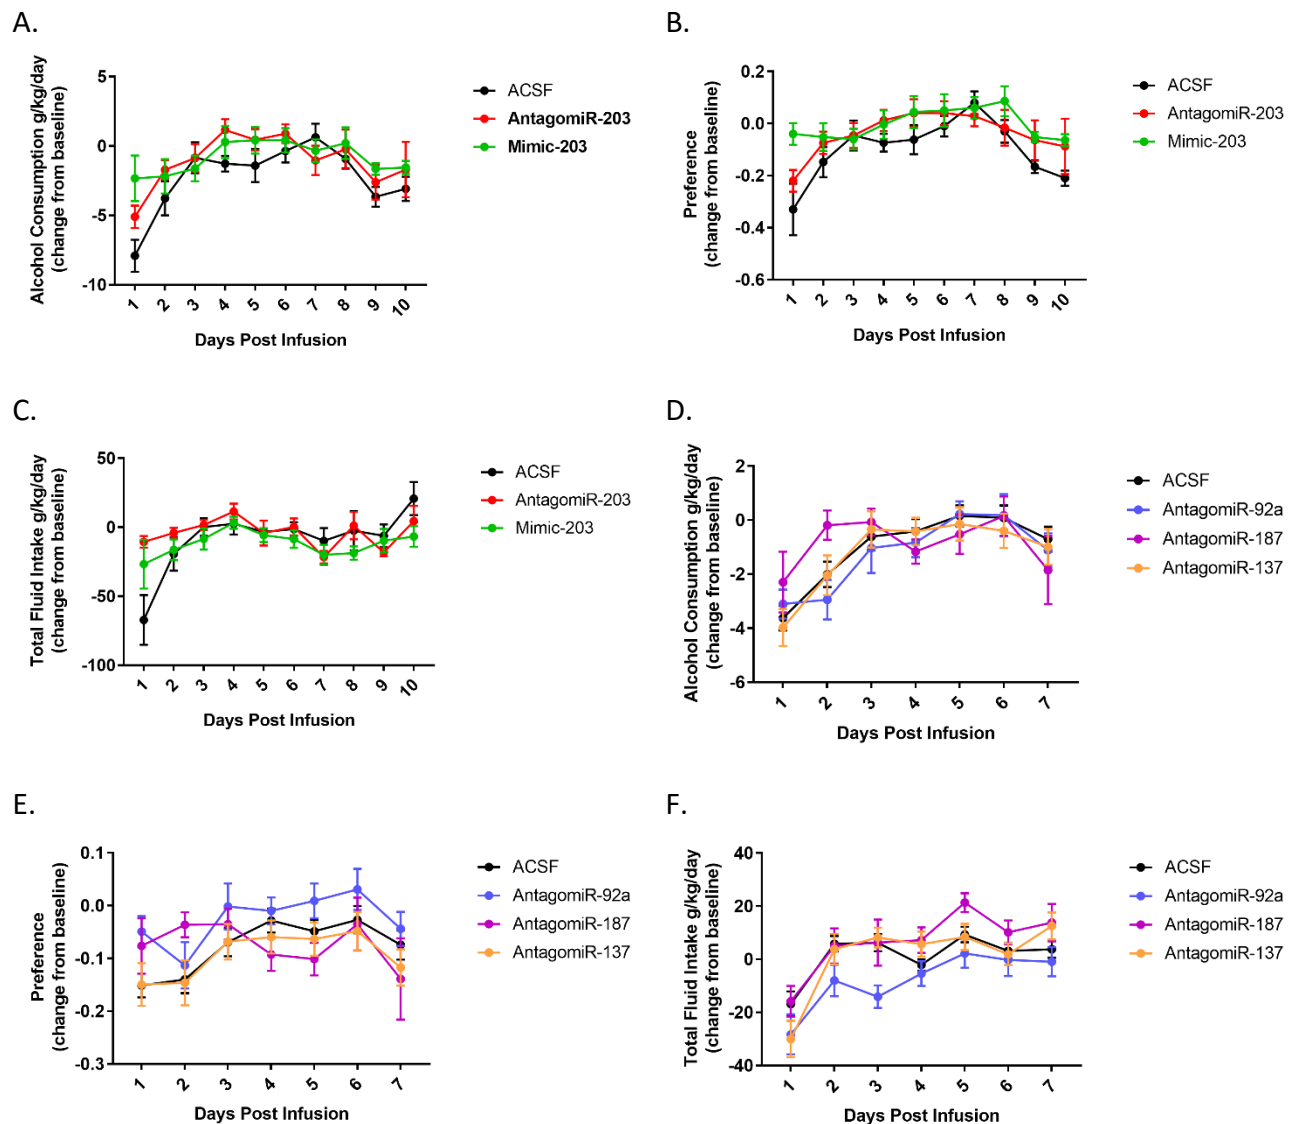 A.
Alcohol Consumption g/kg/day
(change from baseline)
5
0
-5
-10
1 2 3 4 5 6 7 8 9 10
Days Post Infusion
ACSF
AntagomiR-203
Mimic-203
B.
Preference
(change from baseline)
0.2
0.0
-0.2
-0.4
-0.6
1 2 3 4 5 6 7 8 9 10
Days Post Infusion
ACSF
AntagomiR-203
Mimic-203
C.
Total Fluid Intake g/kg/day
(change from baseline)
50
0
-50
-100
1 2 3 4 5 6 7 8 9 10
Days Post Infusion
ACSF
AntagomiR-203
Mimic-203
D.
Alcohol Consumption g/kg/day
(change from baseline)
2
0
-2
-4
-6
1 2 3 4 5 6 7
Days Post Infusion
ACSF
AntagomiR-92a
AntagomiR-187
AntagomiR-137
E.
Preference
(change from baseline)
0.1
0.0
-0.1
-0.2
-0.3
1 2 3 4 5 6 7
Days Post Infusion
ACSF
AntagomiR-92a
AntagomiR-187
AntagomiR-137
F.
Total Fluid Intake g/kg/day
(change from baseline)
40
20
0
-20
-40
1 2 3 4 5 6 7
Days Post Infusion
ACSF
AntagomiR-92a
AntagomiR-187
AntagomiR-137